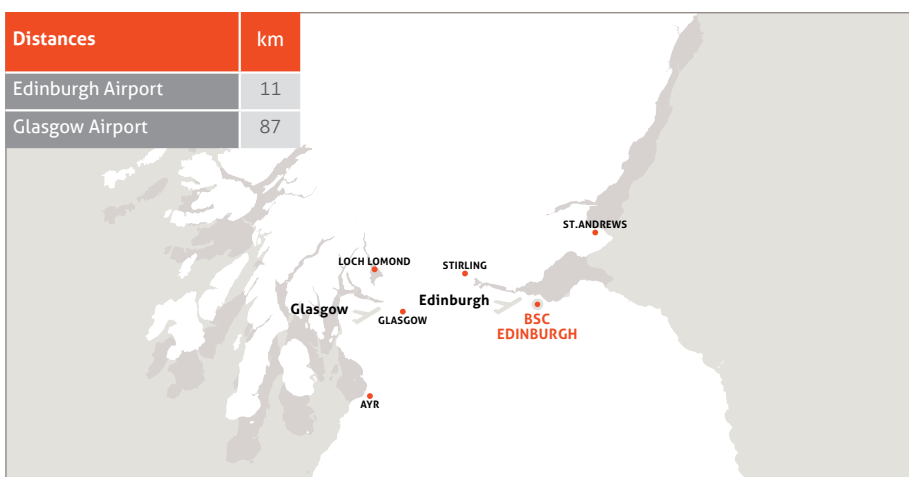 Distances km
Edinburgh Airport 11
Glasgow Airport 87
ST.ANDREWS
LOCH LOMOND
STIRLING
Edinburgh
Glasgow
GLASGOW
BSC
EDINBURGH
AYR